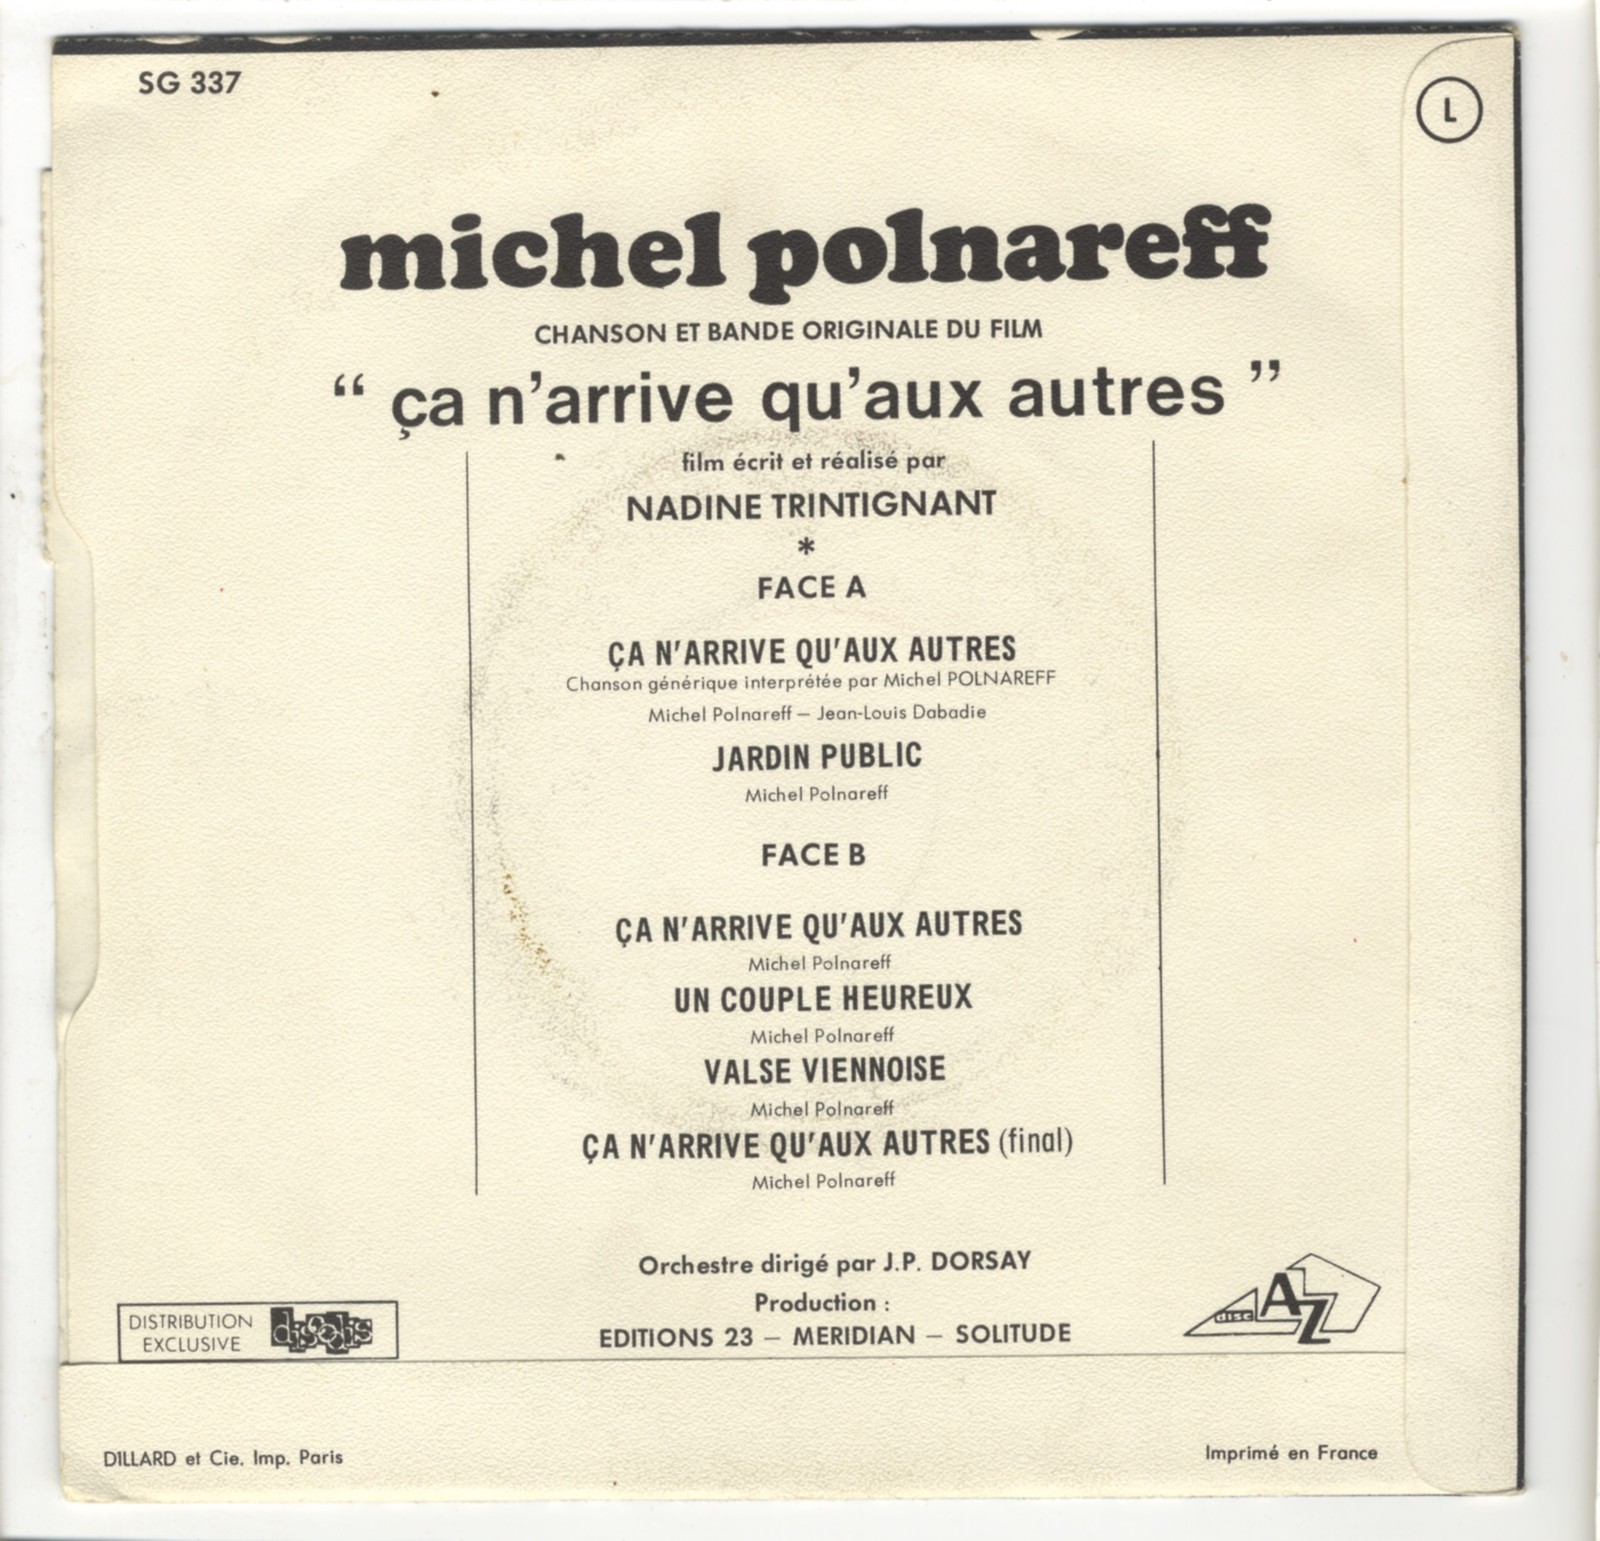 SG 337
L
michel polnareff
CHANSON ET BANDE ORIGINALE DU FILM
“ ça n’arrive qu’aux autres ”
film écrit et réalisé par
NADINE TRINTIGNANT
*
FACE A
ÇA N'ARRIVE QU'AUX AUTRES
Chanson générique interprétée par Michel POLNAREFF
Michel Polnareff – Jean-Louis Dabadie
JARDIN PUBLIC
Michel Polnareff
FACE B
ÇA N'ARRIVE QU'AUX AUTRES
Michel Polnareff
UN COUPLE HEUREUX
Michel Polnareff
VALSE VIENNOISE
Michel Polnareff
ÇA N'ARRIVE QU'AUX AUTRES (final)
Michel Polnareff
Orchestre dirigé par J.P. DORSAY
Production :
EDITIONS 23 – MERIDIAN – SOLITUDE
DISTRIBUTION
EXCLUSIVE
discodis
disc AZ
DILLARD et Cie. Imp. Paris
Imprimé en France